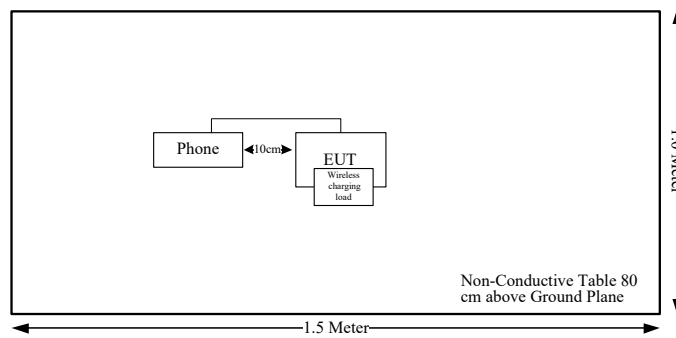 Phone
10cm
EUT
Wireless
charging
load
Non-Conductive Table 80
cm above Ground Plane
1.5 Meter